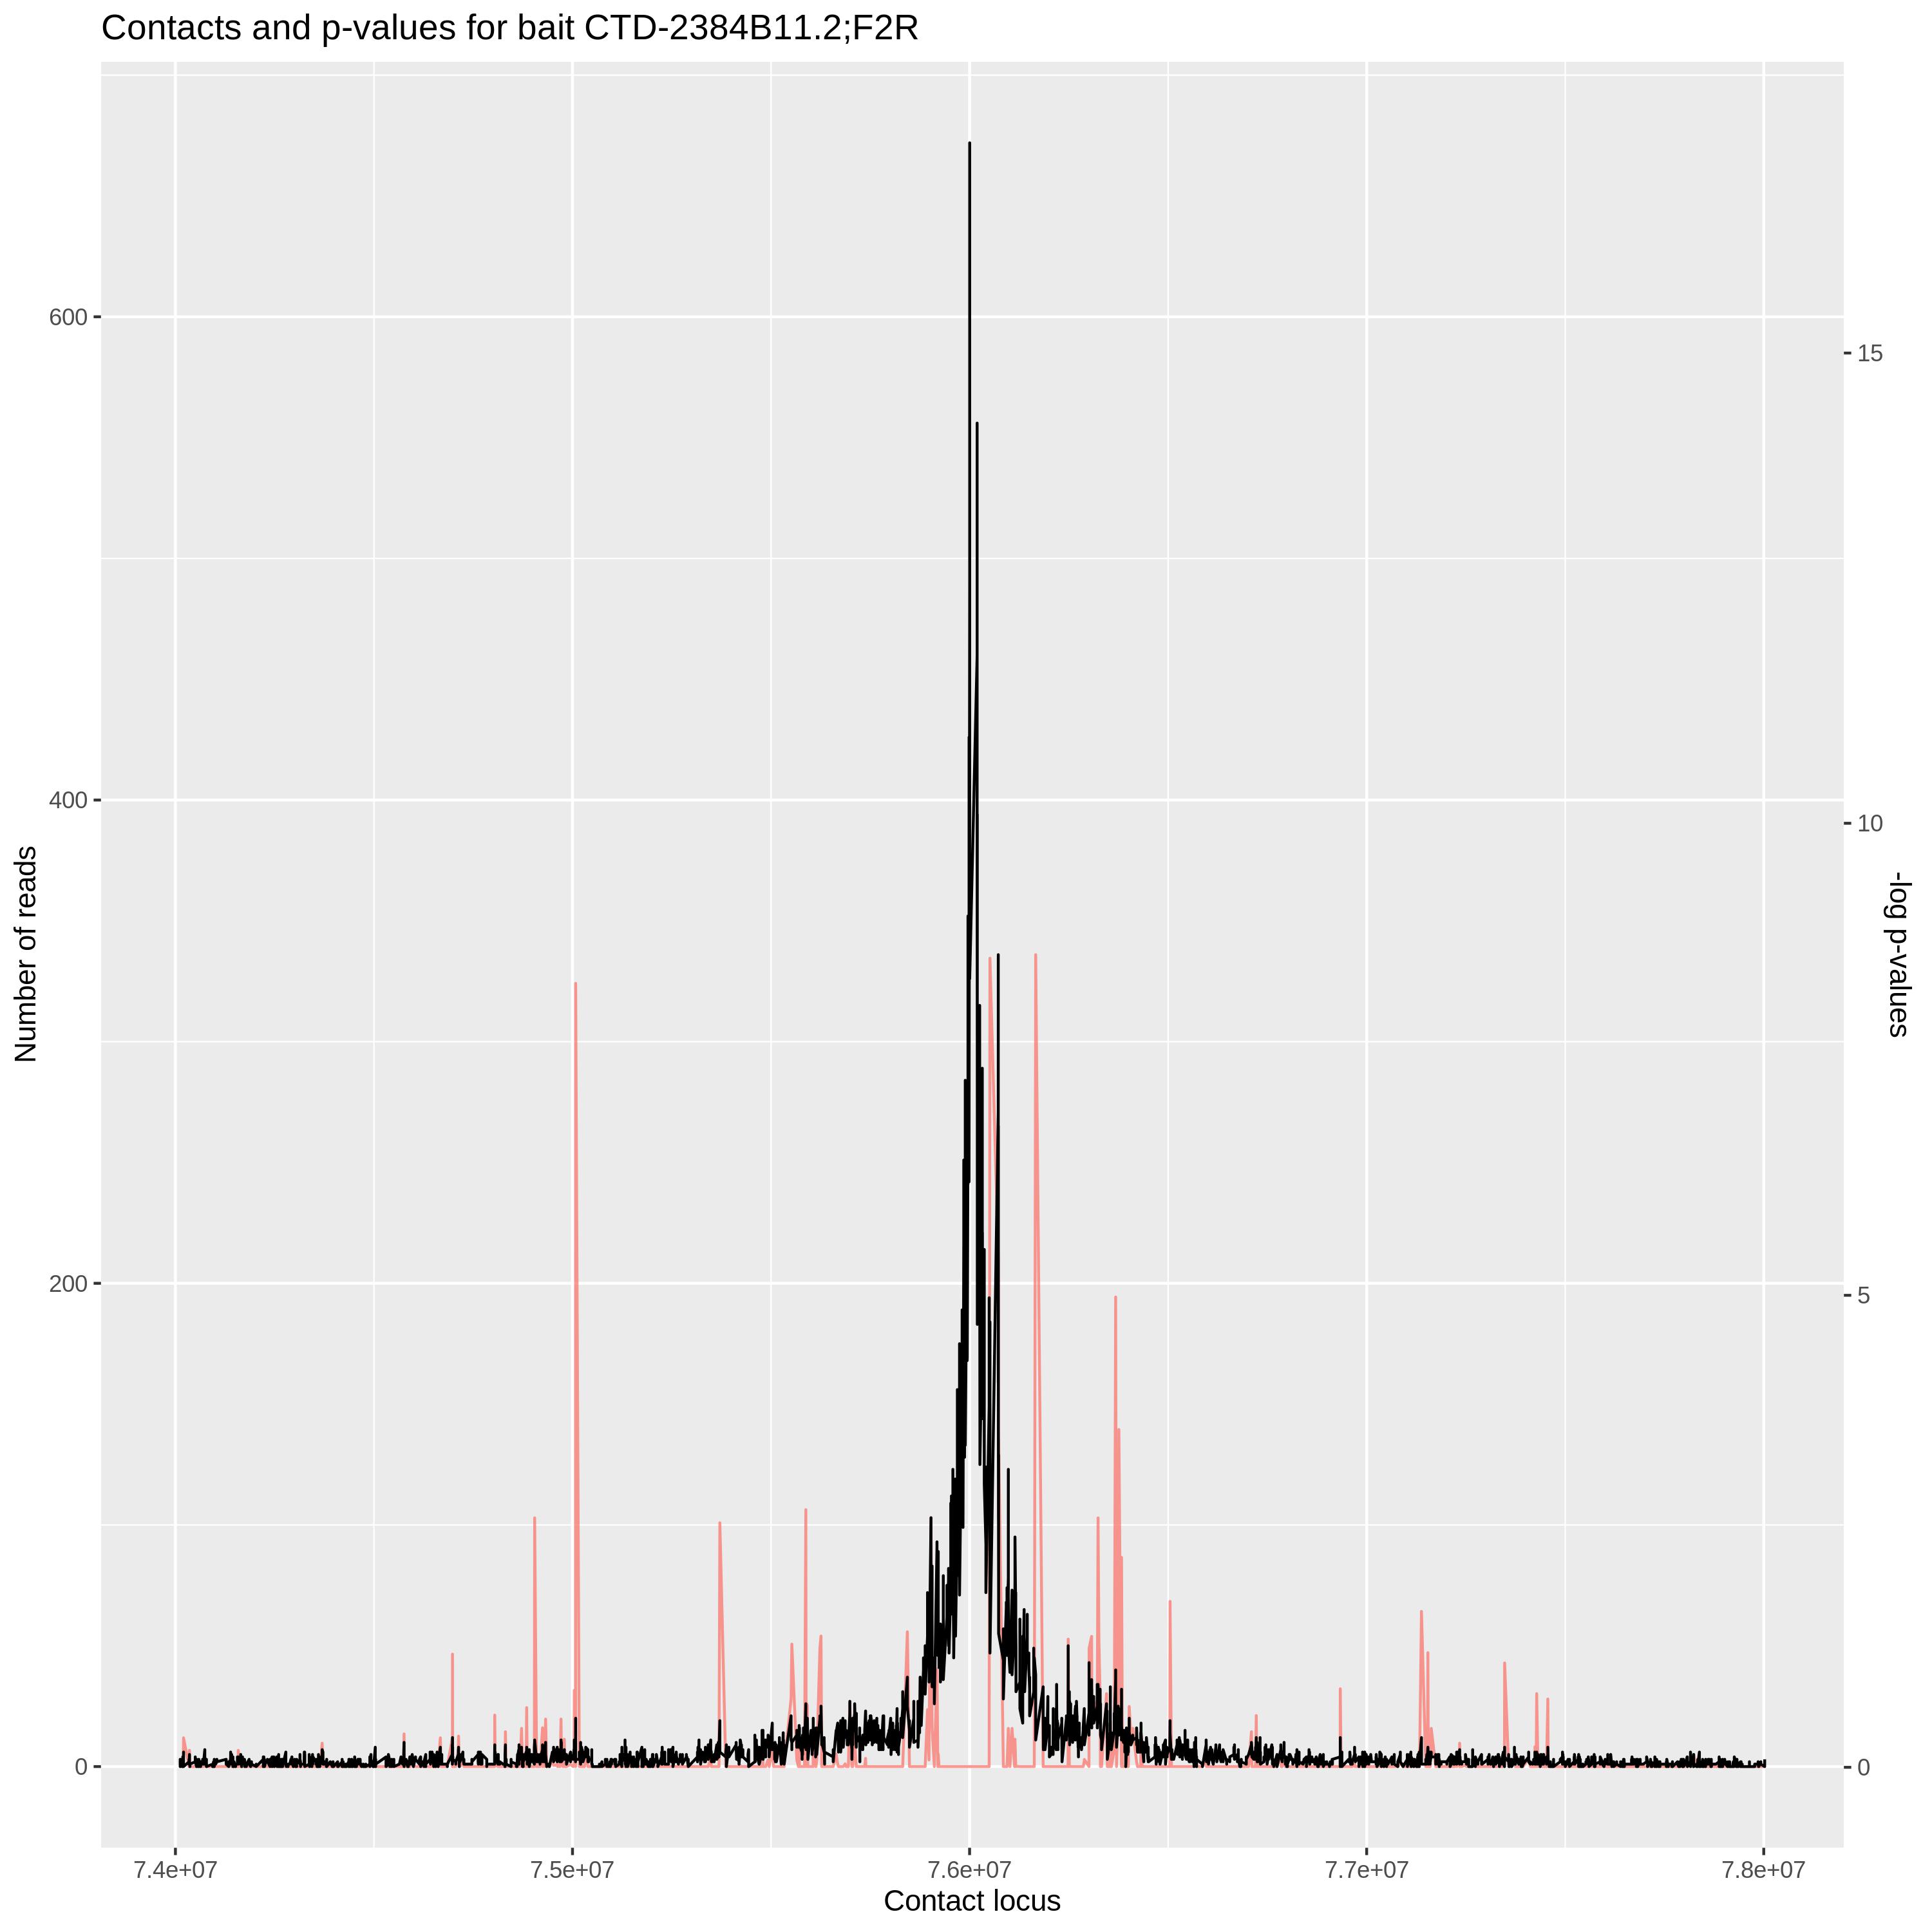 Contacts and p-values for bait CTD-2384B11.2;F2R
600
400
200
0
Number of reads
15
10
5
0
-log p-values
7.4e+07
7.5e+07
7.6e+07
7.7e+07
7.8e+07
Contact locus